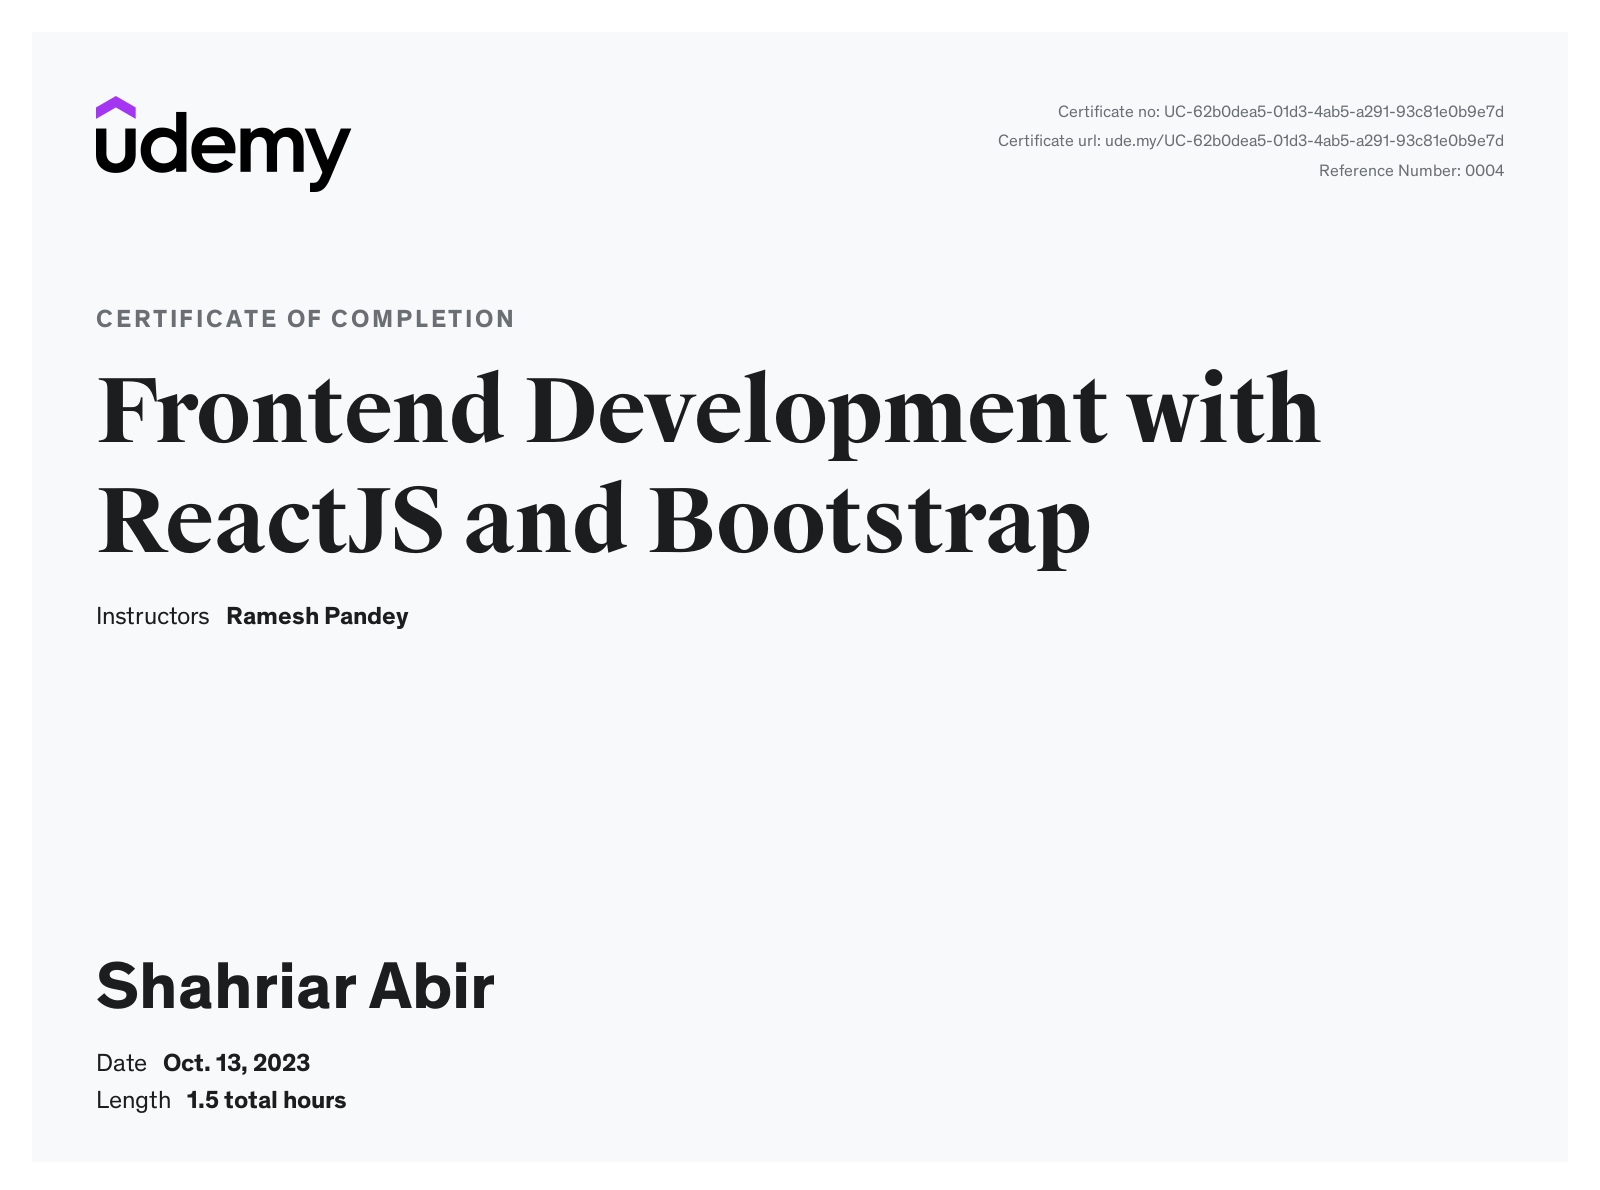 udemy
Certificate no: UC-62b0dea5-01d3-4ab5-a291-93c81e0b9e7d
Certificate url: ude.my/UC-62b0dea5-01d3-4ab5-a291-93c81e0b9e7d
Reference Number: 0004
CERTIFICATE OF COMPLETION
Frontend Development with
ReactJS and Bootstrap
Instructors Ramesh Pandey
Shahriar Abir
Date Oct. 13, 2023
Length 1.5 total hours